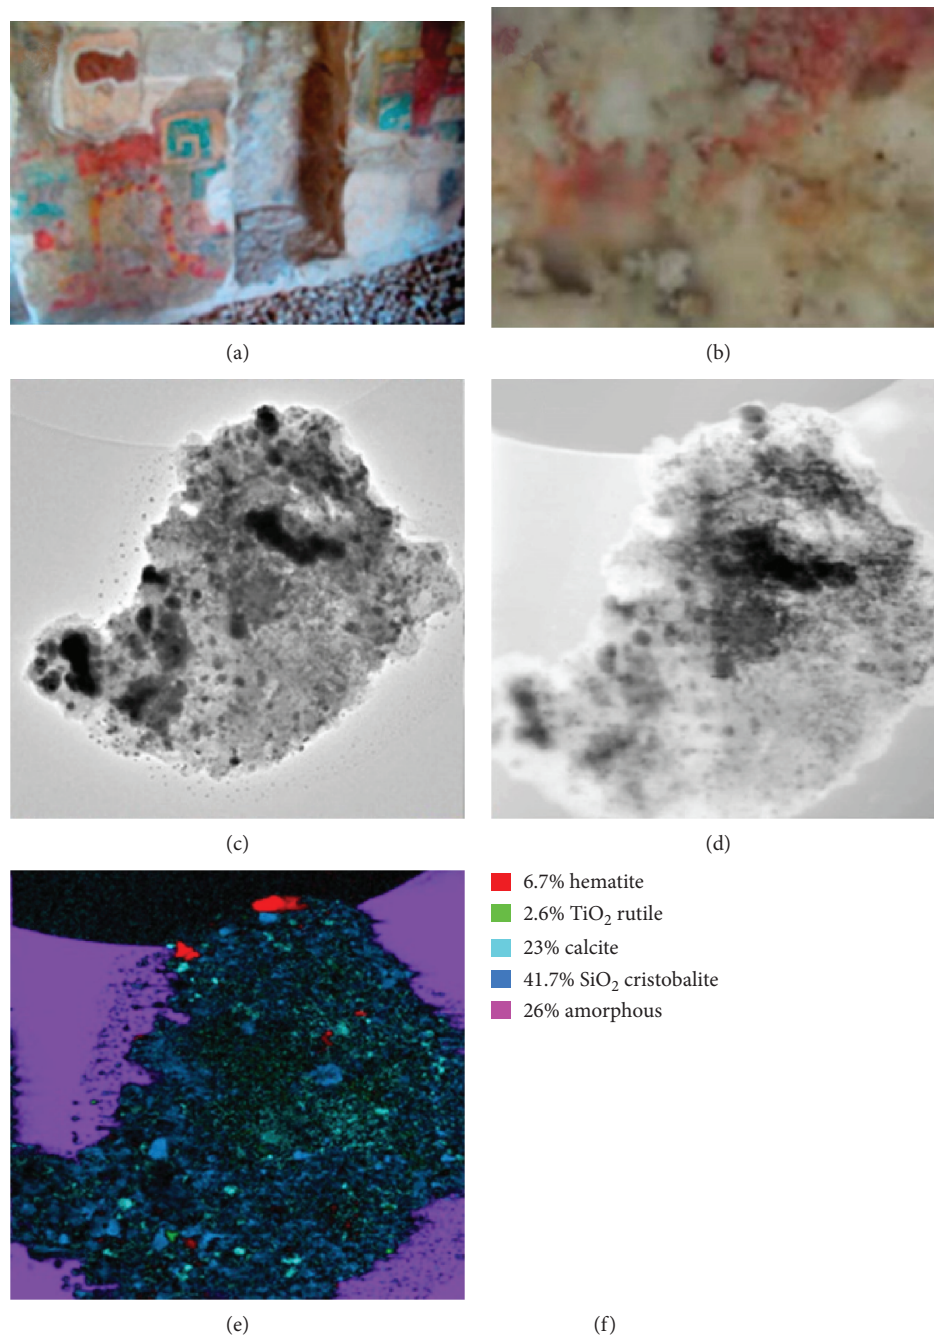 (a)
(b)
(c)
(d)
6.7% hematite
2.6% TiO₂ rutile
23% calcite
41.7% SiO₂ cristobalite
26% amorphous
(e)
(f)